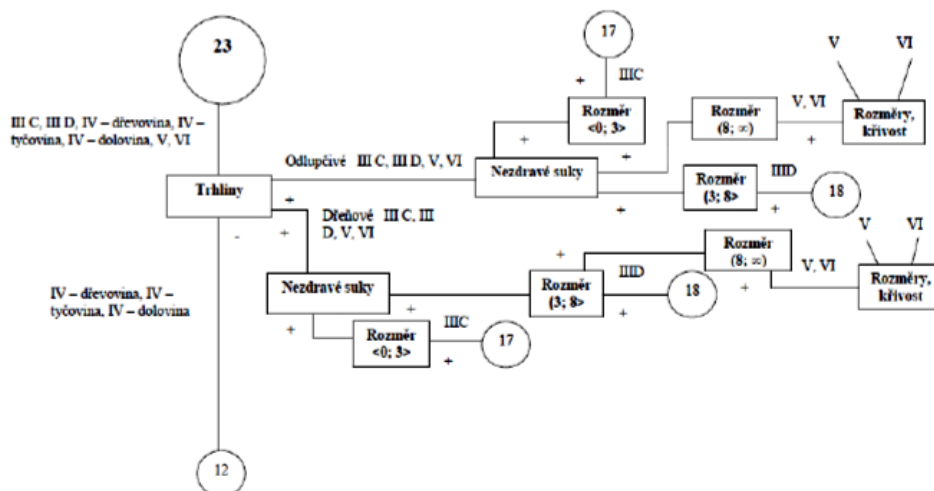 23
17
V
VI
+
IIIC
III C, III D, IV – dřevovina, IV –
tyčovina, IV – dolovina, V, VI
Rozměr
<0; 3>
Rozměr
(8; ∞)
V, VI
Rozměry,
křivost
+
+
+
Odlupčivé III C, III D, V, VI
Nezdravé suky
Trhliny
+
Rozměr
(3; 8>
IIID
18
+
+
Dřeňové III C, III
D, V, VI
-
+
IV – dřevovina, IV –
tyčovina, IV – dolovina
Nezdravé suky
+
Rozměr
(3; 8>
IIID
18
Rozměr
(8; ∞)
V, VI
V
VI
Rozměry,
křivost
+
+
+
+
Rozměr
<0; 3>
IIIC
17
+
12